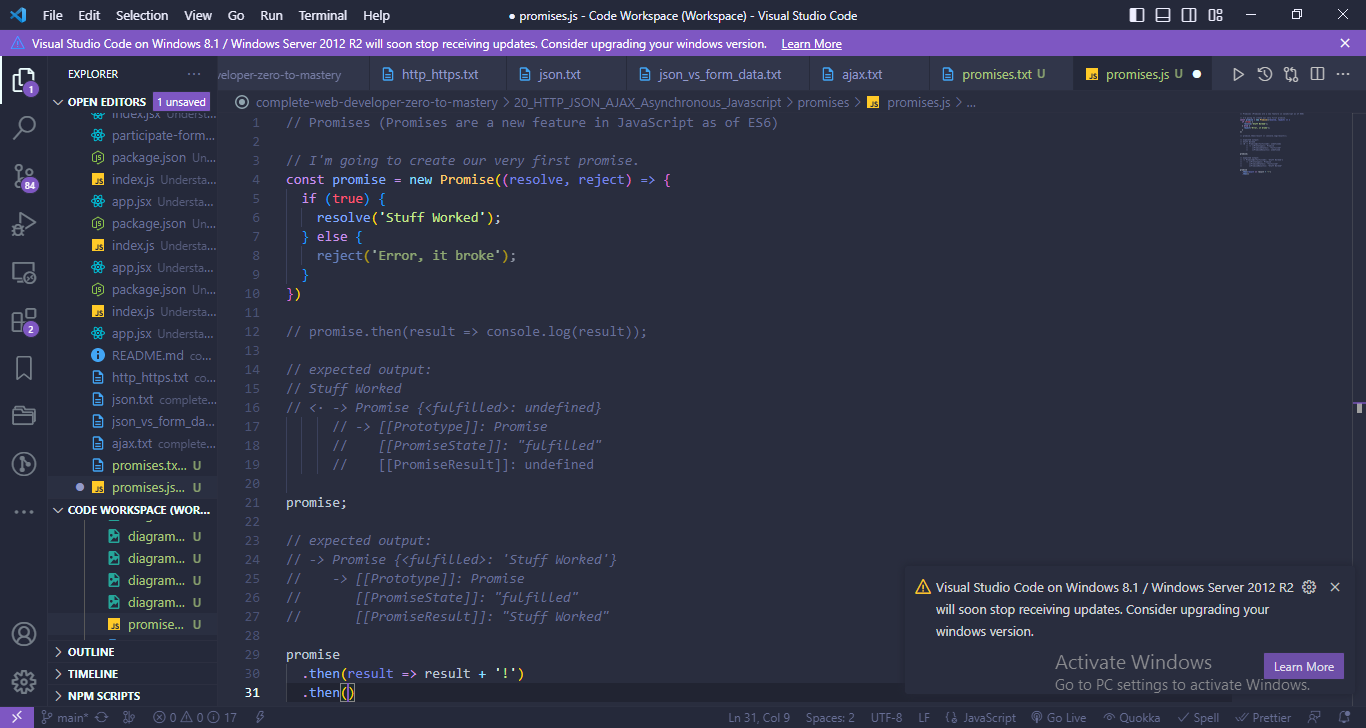 File Edit Selection View Go Run Terminal Help
● promises.js - Code Workspace (Workspace) - Visual Studio Code
Visual Studio Code on Windows 8.1 / Windows Server 2012 R2 will soon stop receiving updates. Consider upgrading your windows version. Learn More
EXPLORER
veloper-zero-to-mastery
http_https.txt
json.txt
json_vs_form_data.txt
ajax.txt
promises.txt U
promises.js U
OPEN EDITORS 1 unsaved
index.jsx Understa...
participate-form...
package.json Un...
index.js Understa...
app.jsx Understa...
package.json Un...
index.js Understa...
app.jsx Understa...
package.json Un...
index.js Understa...
app.jsx Understa...
README.md co...
http_https.txt co...
json.txt complete...
json_vs_form_da...
ajax.txt complete...
promises.tx... U
promises.js... U
CODE WORKSPACE (WOR...
diagram... U
diagram... U
diagram... U
diagram... U
promise... U
OUTLINE
TIMELINE
NPM SCRIPTS
1
84
2
complete-web-developer-zero-to-mastery > 20_HTTP_JSON_AJAX_Asynchronous_Javascript > promises > promises.js > ...
1 // Promises (Promises are a new feature in JavaScript as of ES6)
2
3 // I'm going to create our very first promise.
4 const promise = new Promise((resolve, reject) => {
5 if (true) {
6 resolve('Stuff Worked');
7 } else {
8 reject('Error, it broke');
9 }
10 })
11
12 // promise.then(result => console.log(result));
13
14 // expected output:
15 // Stuff Worked
16 // <· -> Promise {<fulfilled>: undefined}
17 // -> [[Prototype]]: Promise
18 // [[PromiseState]]: "fulfilled"
19 // [[PromiseResult]]: undefined
20
21 promise;
22
23 // expected output:
24 // -> Promise {<fulfilled>: 'Stuff Worked'}
25 // -> [[Prototype]]: Promise
26 // [[PromiseState]]: "fulfilled"
27 // [[PromiseResult]]: "Stuff Worked"
28
29 promise
30 .then(result => result + '!')
31 .then()
Visual Studio Code on Windows 8.1 / Windows Server 2012 R2
will soon stop receiving updates. Consider upgrading your
windows version.
Learn More
Activate Windows
Go to PC settings to activate Windows.
main* 0 0 17
Ln 31, Col 9 Spaces: 2 UTF-8 LF {} JavaScript Go Live Quokka Spell Prettier